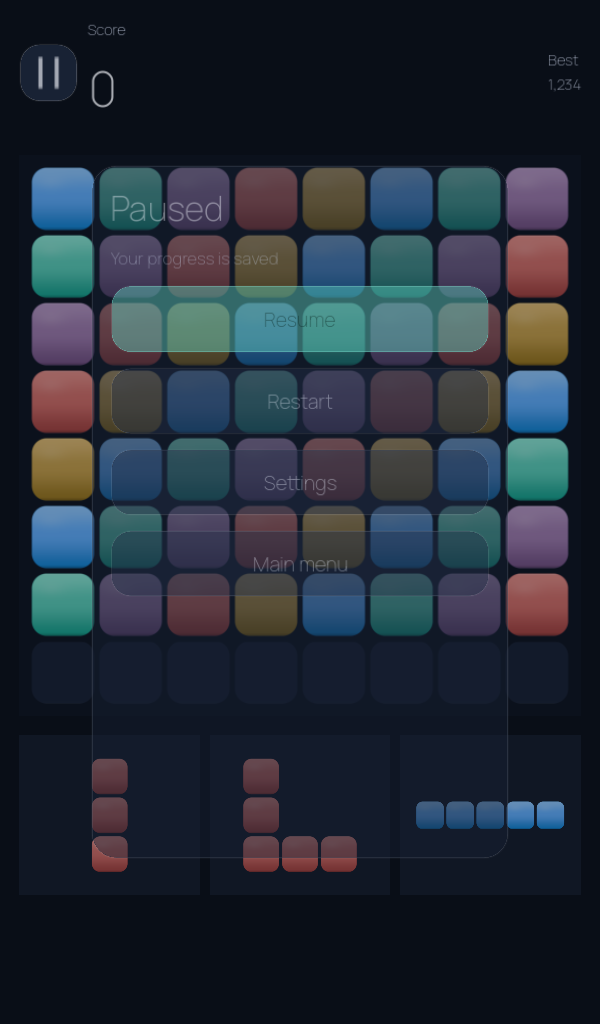 Score
0
Best
1,234
Paused
Your progress is saved
Resume
Restart
Settings
Main menu